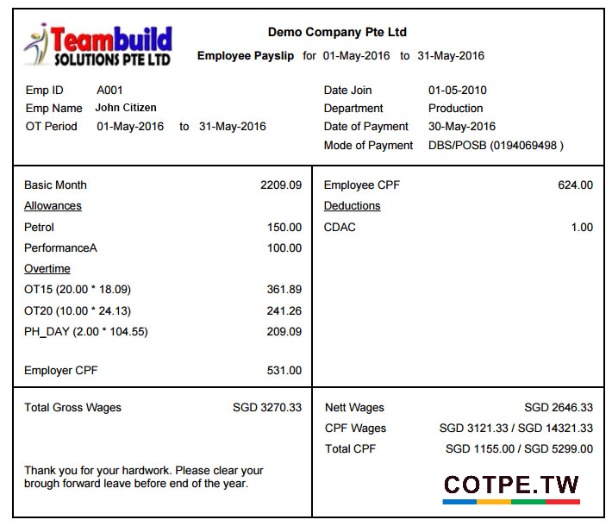 Teambuild
SOLUTIONS PTE LTD
Demo Company Pte Ltd
Employee Payslip for 01-May-2016 to 31-May-2016
Emp ID A001
Emp Name John Citizen
OT Period 01-May-2016 to 31-May-2016
Date Join 01-05-2010
Department Production
Date of Payment 30-May-2016
Mode of Payment DBS/POSB (0194069498 )
Basic Month 2209.09
Allowances
Petrol 150.00
PerformanceA 100.00
Overtime
OT15 (20.00 * 18.09) 361.89
OT20 (10.00 * 24.13) 241.26
PH_DAY (2.00 * 104.55) 209.09
Employer CPF 531.00
Employee CPF 624.00
Deductions
CDAC 1.00
Total Gross Wages SGD 3270.33
Thank you for your hardwork. Please clear your
brough forward leave before end of the year.
Nett Wages SGD 2646.33
CPF Wages SGD 3121.33 / SGD 14321.33
Total CPF SGD 1155.00 / SGD 5299.00
COTPE.TW